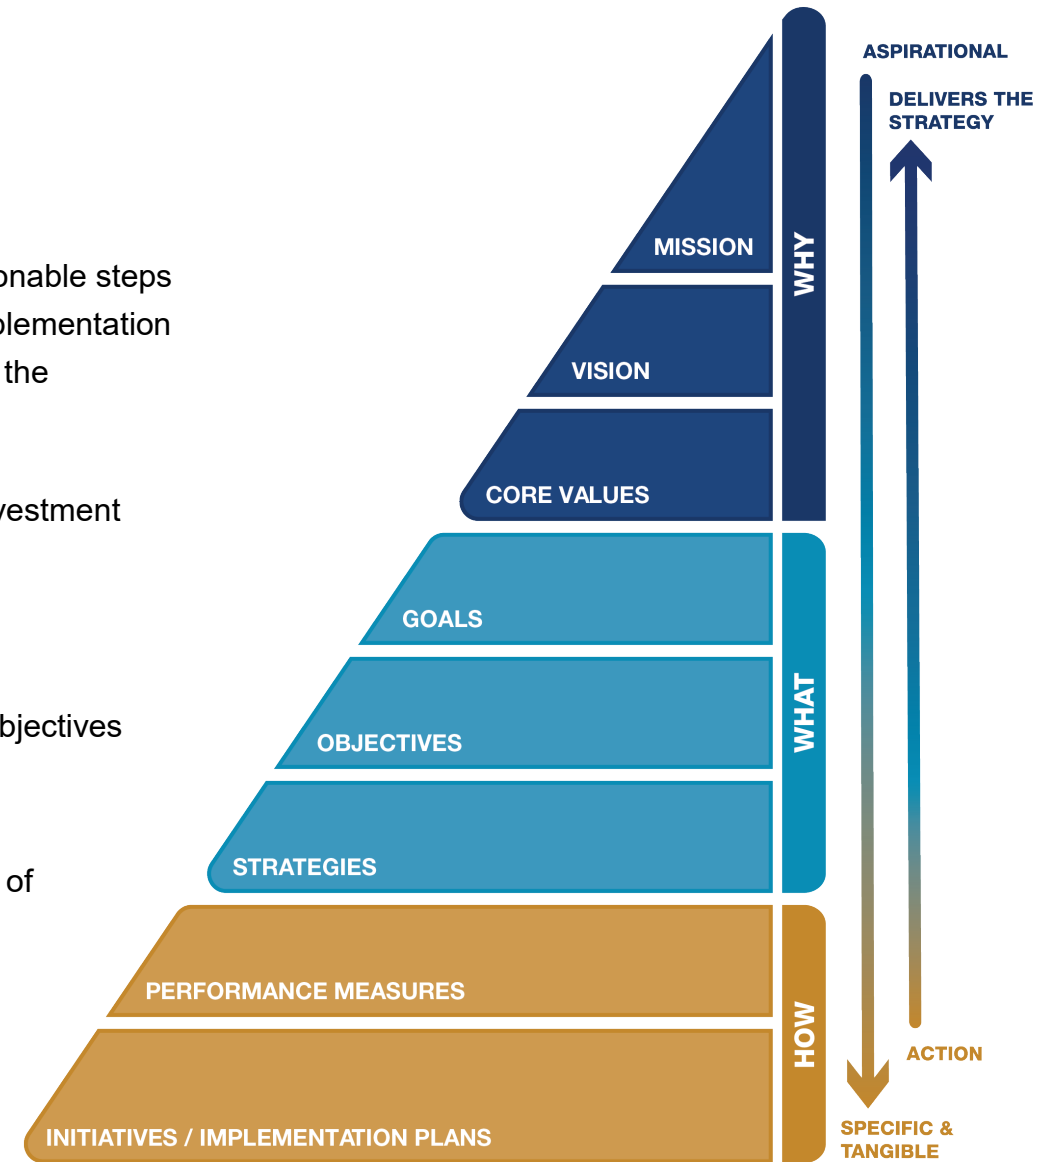 onable steps
plementation
the
vestment
bjectives
of
MISSION
VISION
CORE VALUES
GOALS
OBJECTIVES
STRATEGIES
PERFORMANCE MEASURES
INITIATIVES / IMPLEMENTATION PLANS
WHY
WHAT
HOW
ASPIRATIONAL
DELIVERS THE
STRATEGY
ACTION
SPECIFIC &
TANGIBLE